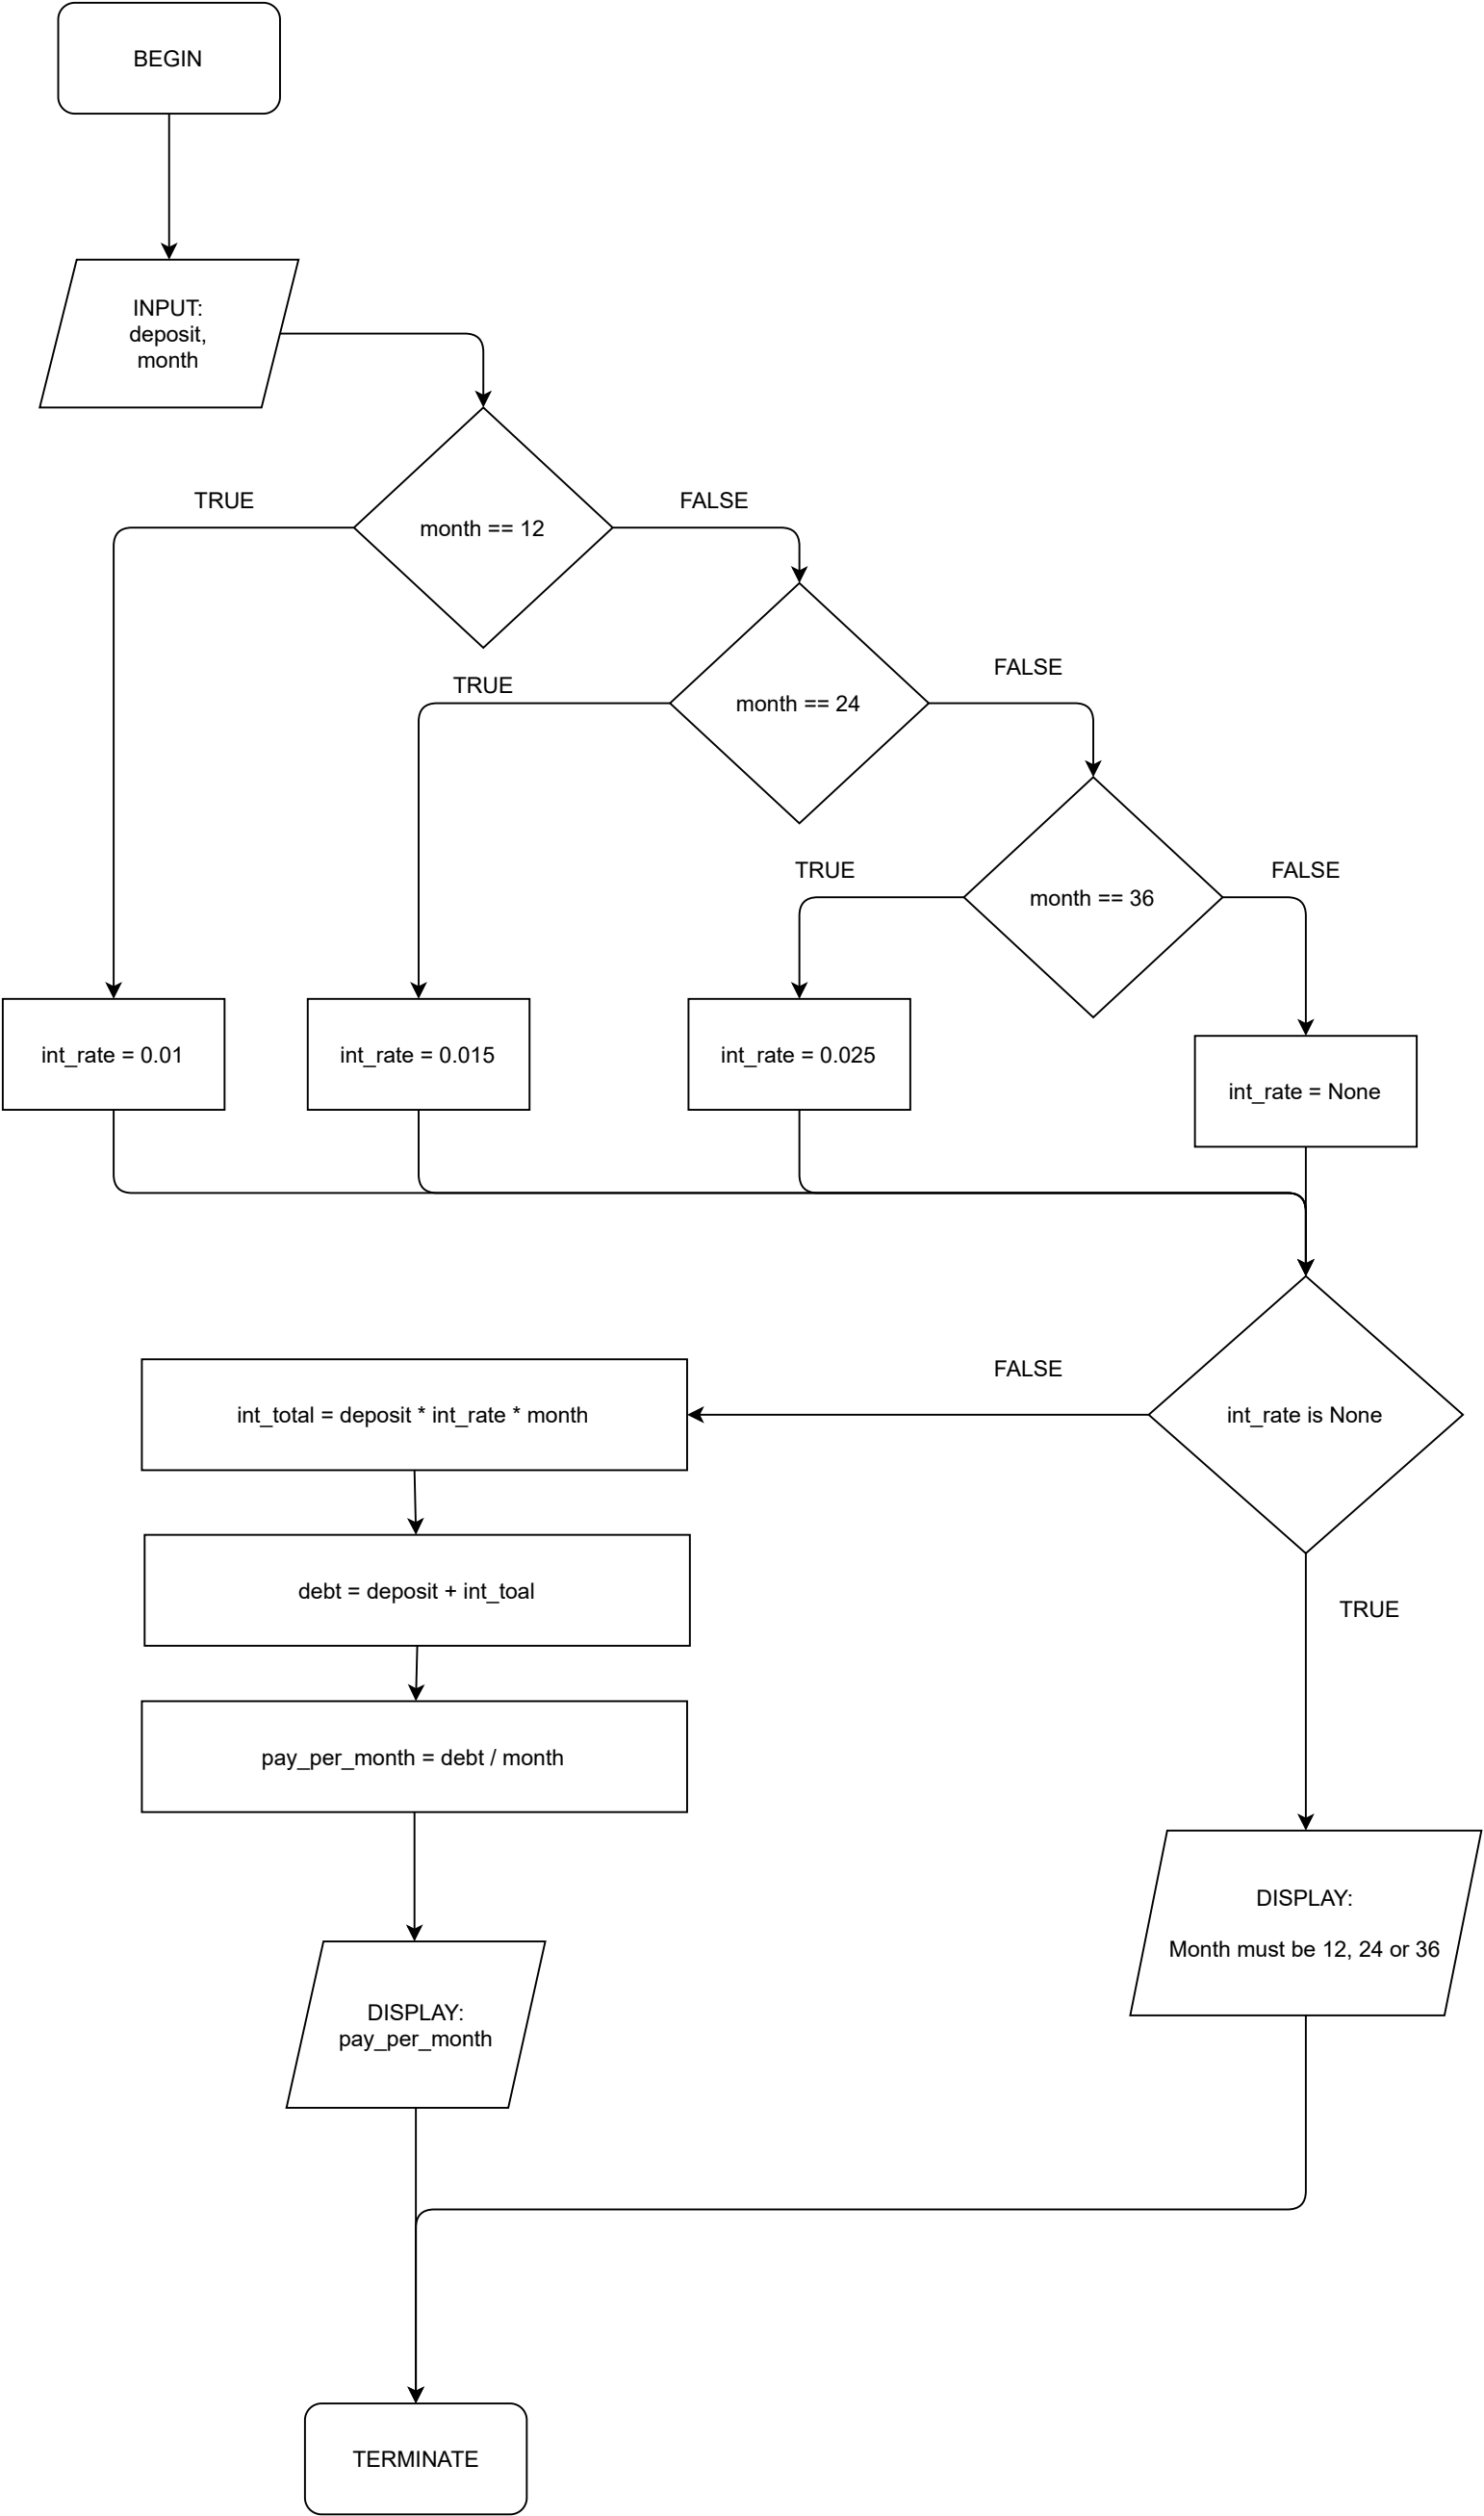 BEGIN
INPUT:
deposit,
month
month == 12
TRUE
FALSE
month == 24
TRUE
FALSE
month == 36
TRUE
FALSE
int_rate = 0.01
int_rate = 0.015
int_rate = 0.025
int_rate = None
int_rate is None
FALSE
TRUE
int_total = deposit * int_rate * month
debt = deposit + int_toal
pay_per_month = debt / month
DISPLAY:
pay_per_month
DISPLAY:
Month must be 12, 24 or 36
TERMINATE